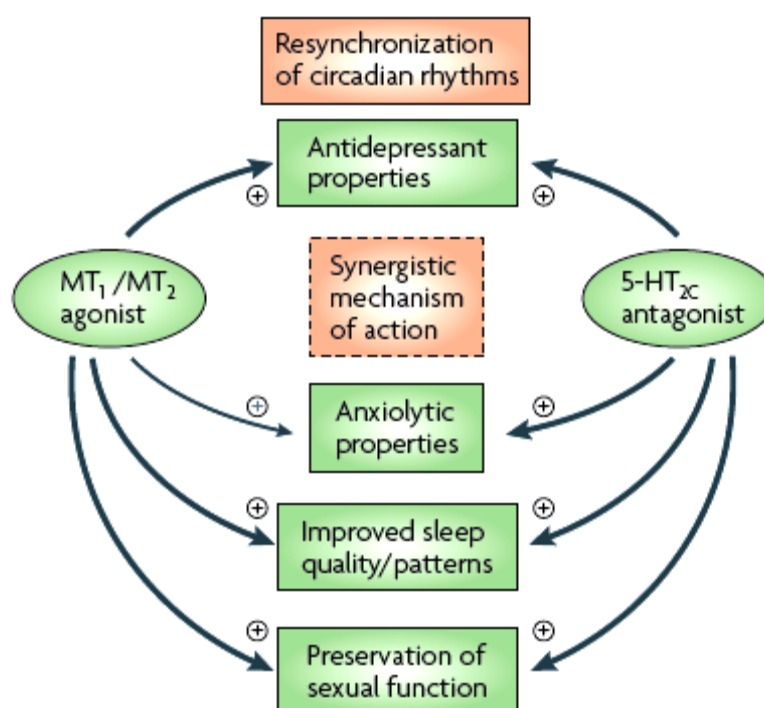 Resynchronization
of circadian rhythms
Antidepressant
properties
⊕
⊕
MT₁/MT₂
agonist
Synergistic
mechanism
of action
5-HT₂C
antagonist
⊕
⊕
Anxiolytic
properties
⊕
⊕
Improved sleep
quality/patterns
⊕
⊕
Preservation of
sexual function